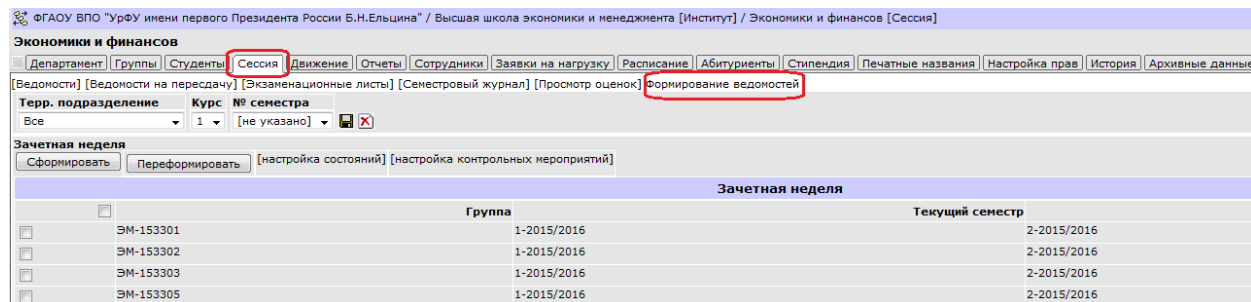 ФГАОУ ВПО "УрФУ имени первого Президента России Б.Н.Ельцина" / Высшая школа экономики и менеджмента [Институт] / Экономики и финансов [Сессия]
Экономики и финансов
Департамент Группы Студенты Сессия Движение Отчеты Сотрудники Заявки на нагрузку Расписание Абитуриенты Стипендия Печатные названия Настройка прав История Архивные данные
[Ведомости] [Ведомости на пересдачу] [Экзаменационные листы] [Семестровый журнал] [Просмотр оценок] Формирование ведомостей
Терр. подразделение Курс № семестра
Все 1 [не указано]
Зачетная неделя
Сформировать Переформировать [настройка состояний] [настройка контрольных мероприятий]
Зачетная неделя
Группа Текущий семестр
ЭМ-153301 1-2015/2016 2-2015/2016
ЭМ-153302 1-2015/2016 2-2015/2016
ЭМ-153303 1-2015/2016 2-2015/2016
ЭМ-153305 1-2015/2016 2-2015/2016